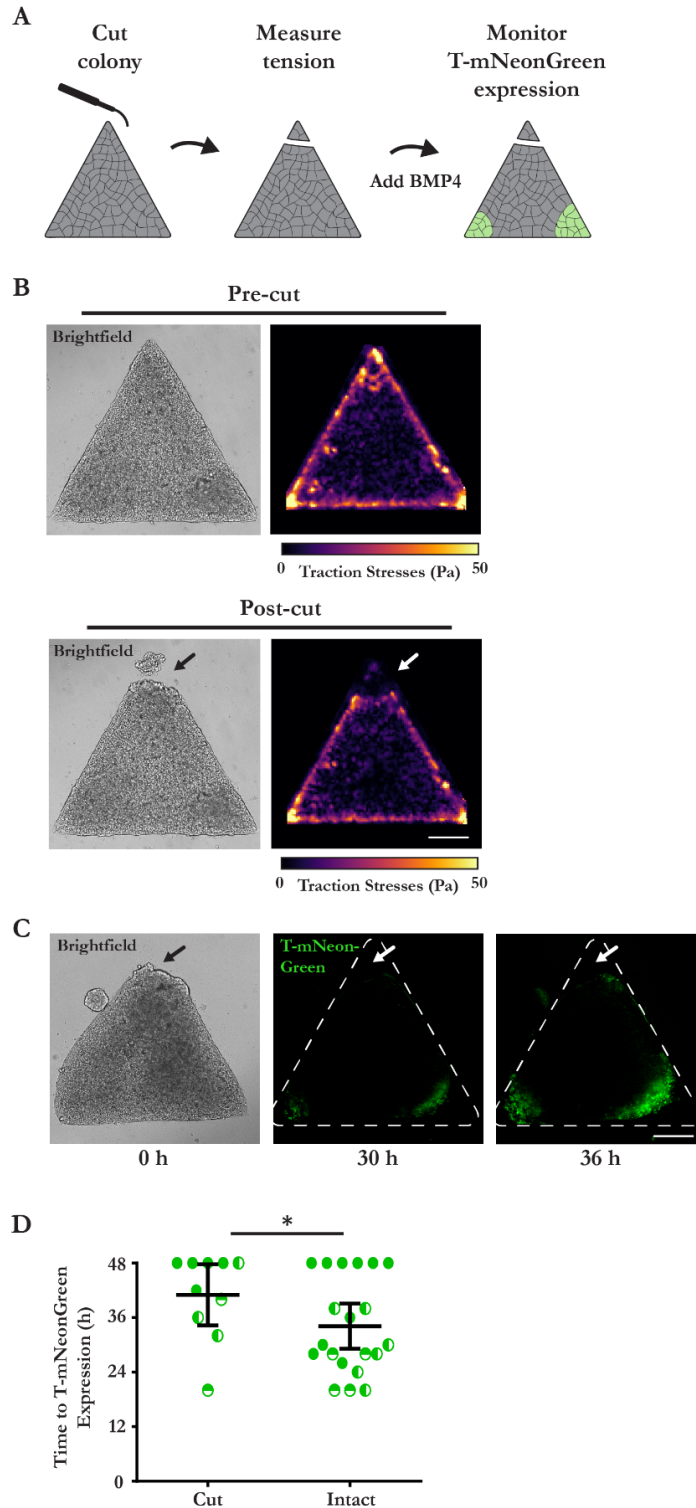 A
Cut
colony
Measure
tension
Monitor
T-mNeonGreen
expression
Add BMP4
B
Pre-cut
Brightfield
0
Traction Stresses (Pa)
50
Post-cut
Brightfield
0
Traction Stresses (Pa)
50
C
Brightfield
T-mNeon-
Green
0 h
30 h
36 h
D
*
Time to T-mNeonGreen
Expression (h)
48
36
24
12
0
Cut
Intact